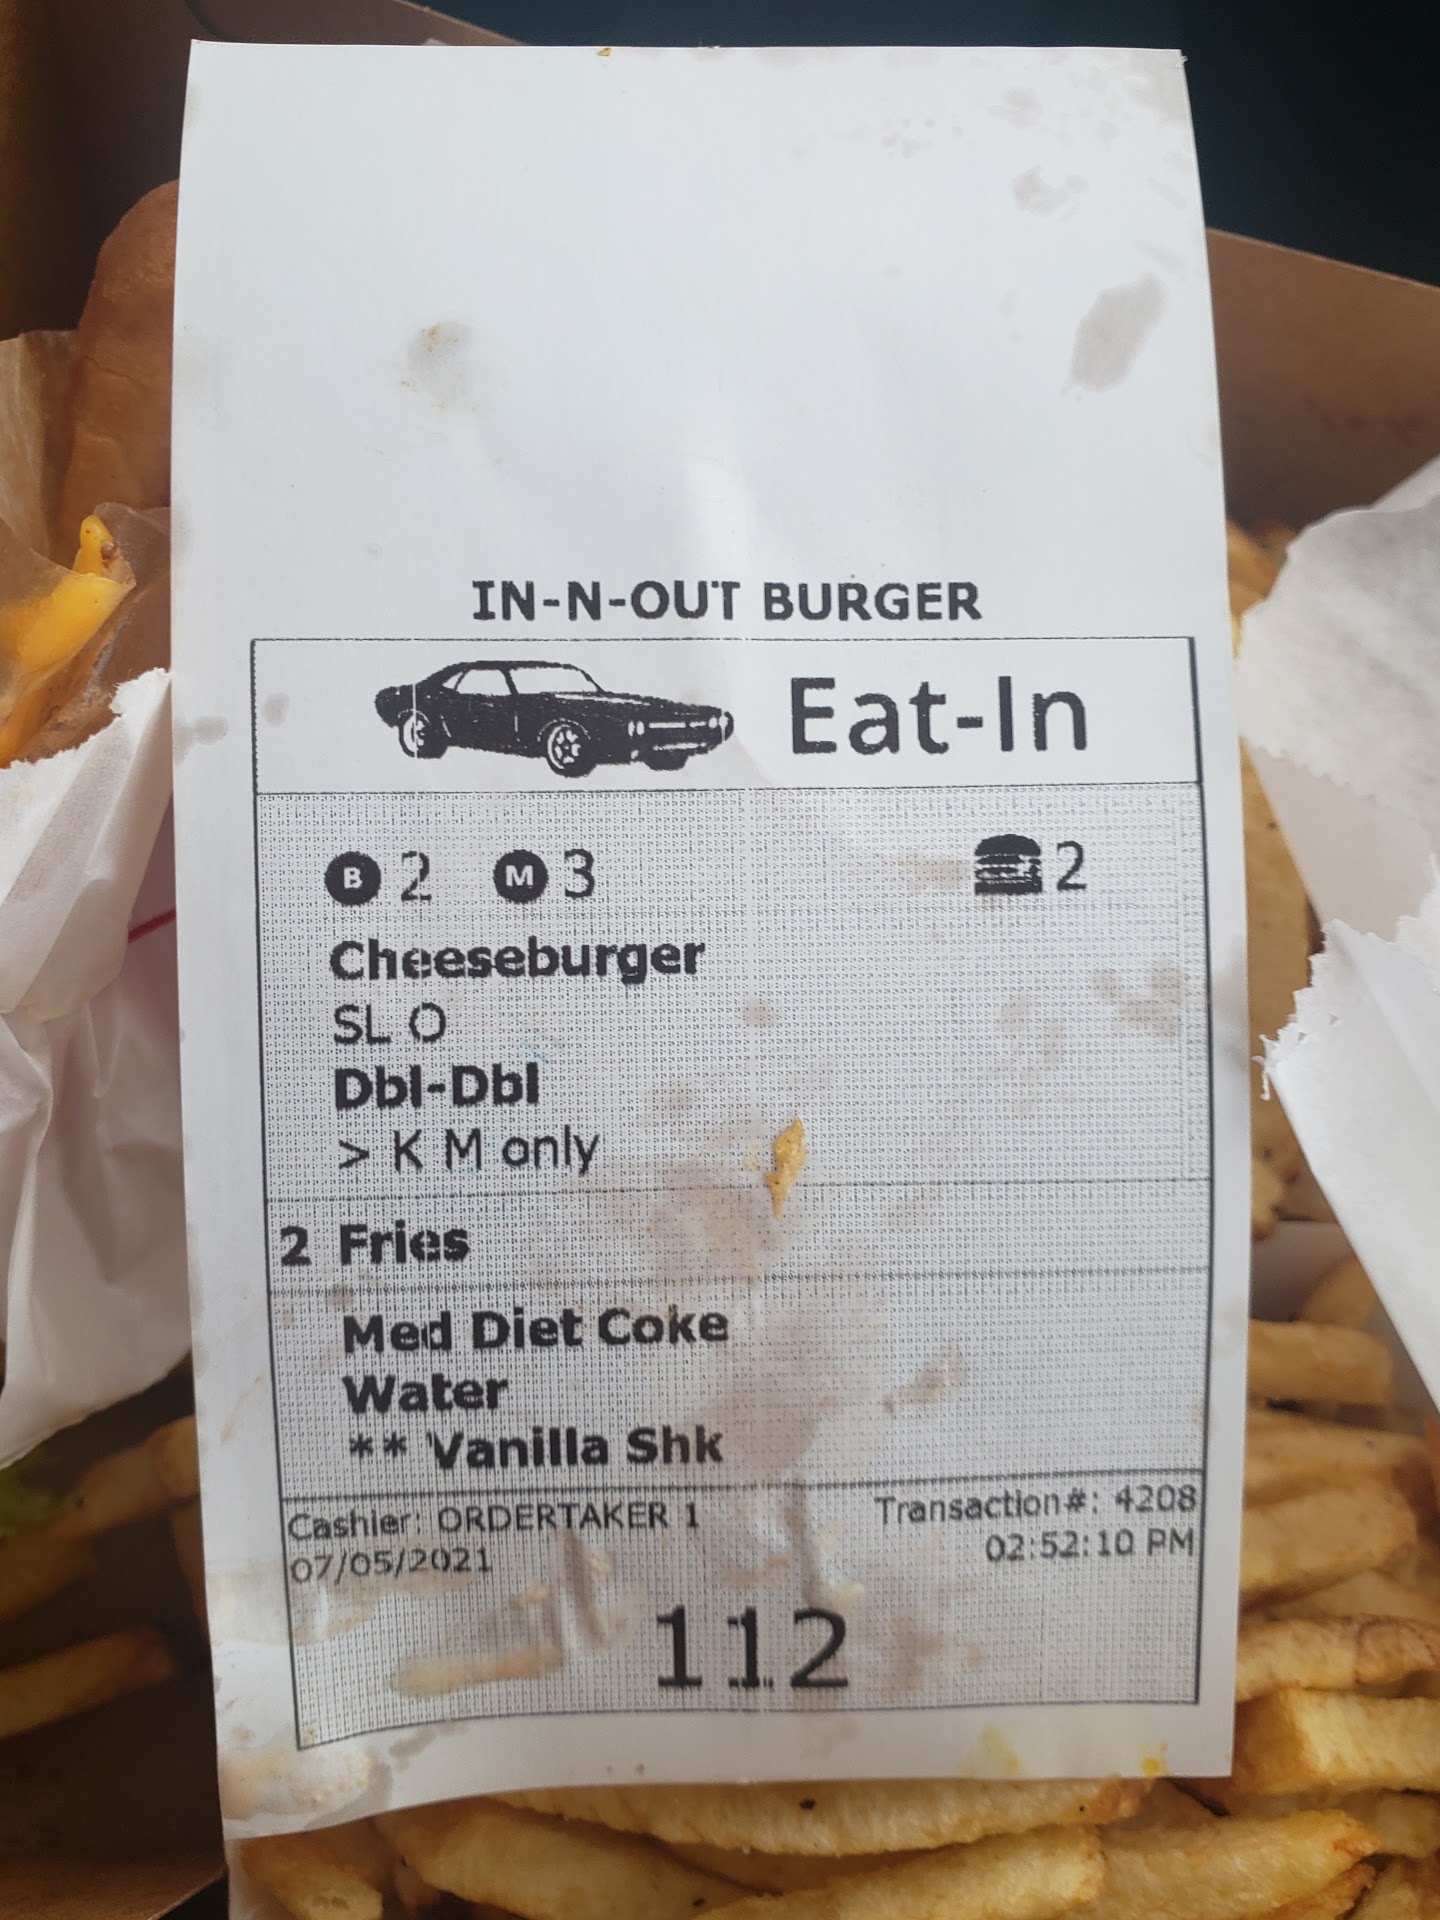 IN-N-OUT BURGER
Eat-In
B 2 M 3 2
Cheeseburger
SL O
Dbl-Dbl
> K M only
2 Fries
Med Diet Coke
Water
** Vanilla Shk
Cashier: ORDERTAKER 1 Transaction#: 4208
07/05/2021 02:52:10 PM
112